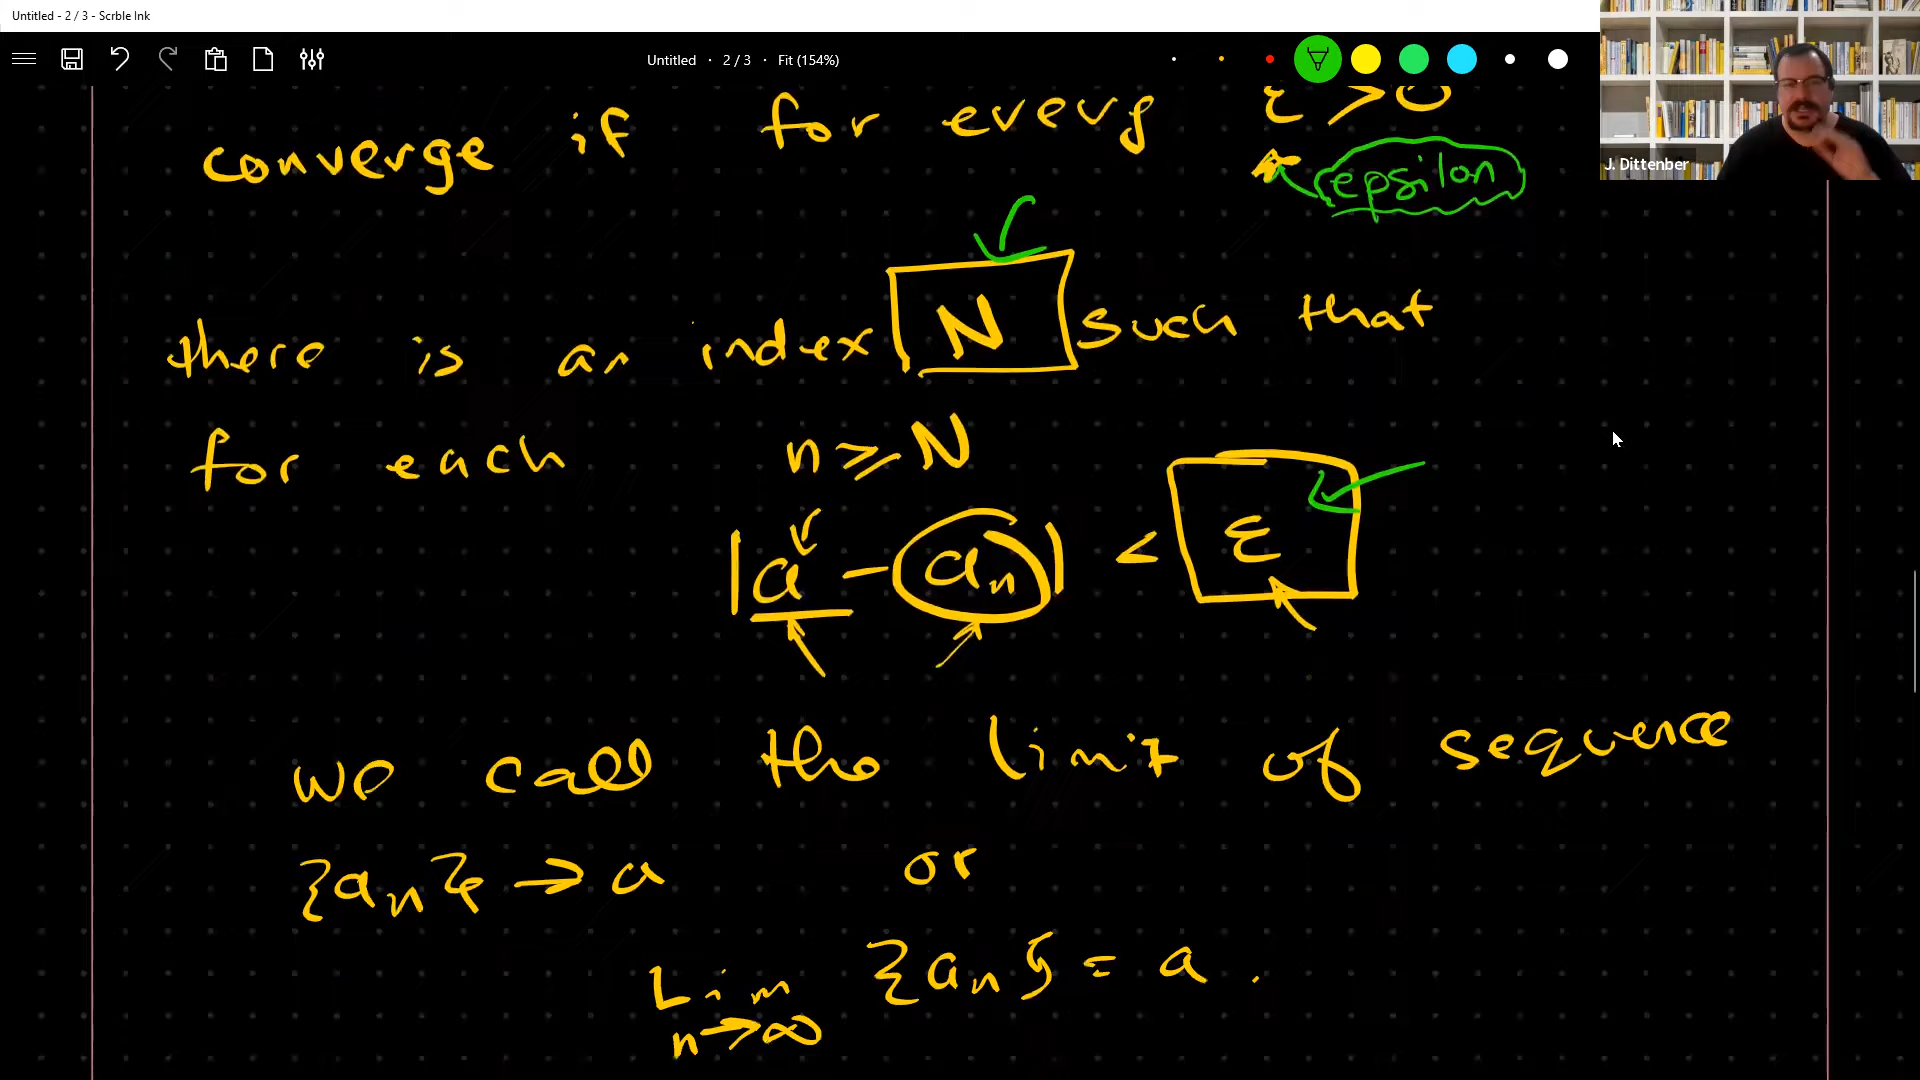 Untitled - 2 / 3 - Scrble Ink
Untitled · 2 / 3 · Fit (154%)
J. Dittenber
converge if for every ε > 0
epsilon
there is an index N such that
for each n ≥ N
|a - aₙ| < ε
we call the limit of sequence
{aₙ} → a or
Lim {aₙ} = a .
n→∞